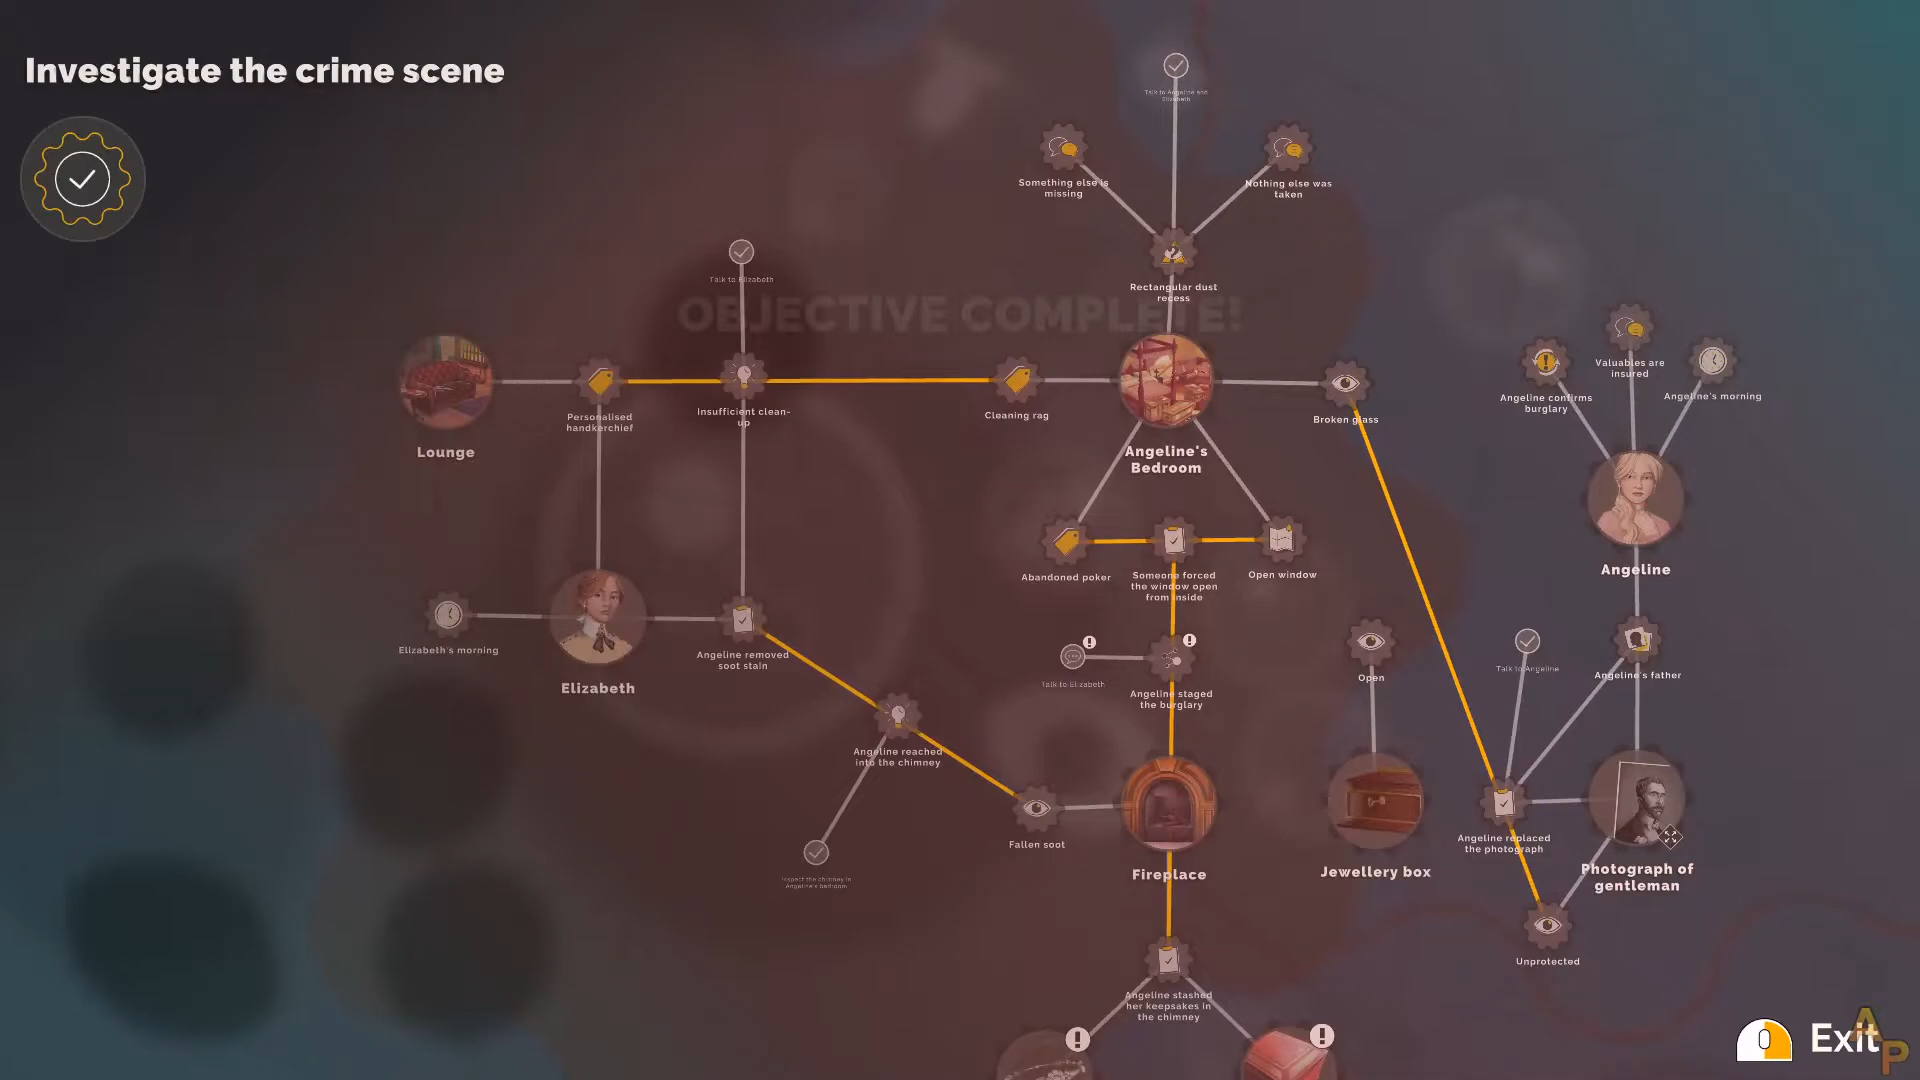 Investigate the crime scene
Talk to Angeline and
Elizabeth
Something else is
missing
Nothing else was
taken
Talk to Elizabeth
Rectangular dust
recess
OBJECTIVE COMPLETE!
Valuables are
insured
Angeline confirms
burglary
Angeline's morning
Personalised
handkerchief
Insufficient clean-
up
Cleaning rag
Broken glass
Lounge
Angeline's
Bedroom
Angeline
Abandoned poker
Someone forced
the window open
from inside
Open window
Elizabeth's morning
Elizabeth
Angeline removed
soot stain
Talk to Elizabeth
Angeline staged
the burglary
Open
Talk to Angeline
Angeline's father
Angeline reached
into the chimney
Fallen soot
Fireplace
Jewellery box
Angeline replaced
the photograph
Photograph of
gentleman
Inspect the chimney in
Angeline's bedroom
Unprotected
Angeline stashed
her keepsakes in
the chimney
Exit
AP